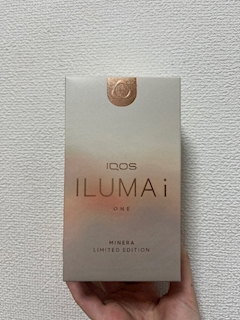 IQOS
ILUMA i
ONE
MINERA
LIMITED EDITION